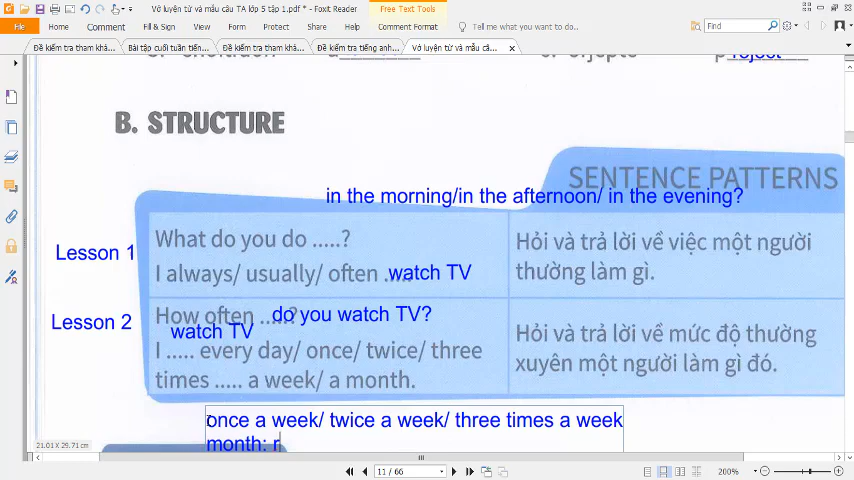 Vở luyện từ và mẫu câu TA lớp 5 tập 1.pdf * - Foxit Reader
Free Text Tools
File Home Comment Fill & Sign View Form Protect Share Help Comment Format Tell me what you want to do... Find
Đề kiểm tra tham khả... Bài tập cuối tuần tiến... Đề kiểm tra tham khả... Đề kiểm tra tiếng anh... Vở luyện từ và mẫu câ...
roject
B. STRUCTURE
SENTENCE PATTERNS
in the morning/in the afternoon/ in the evening?
Lesson 1
What do you do .....?
I always/ usually/ often ..... watch TV
Hỏi và trả lời về việc một người
thường làm gì.
Lesson 2
How often .....? do you watch TV?
watch TV
I ..... every day/ once/ twice/ three
times ..... a week/ a month.
Hỏi và trả lời về mức độ thường
xuyên một người làm gì đó.
once a week/ twice a week/ three times a week
month: r
21.01 x 29.71 cm
11 / 66
200%